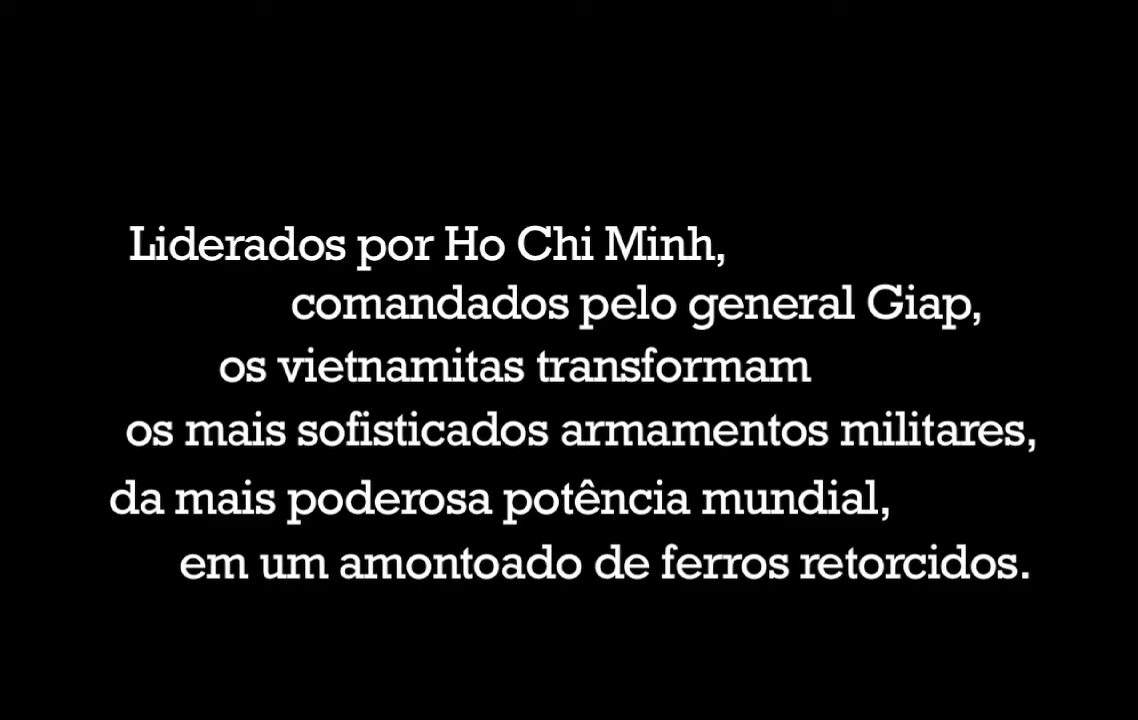 Liderados por Ho Chi Minh,
comandados pelo general Giap,
os vietnamitas transformam
os mais sofisticados armamentos militares,
da mais poderosa potência mundial,
em um amontoado de ferros retorcidos.